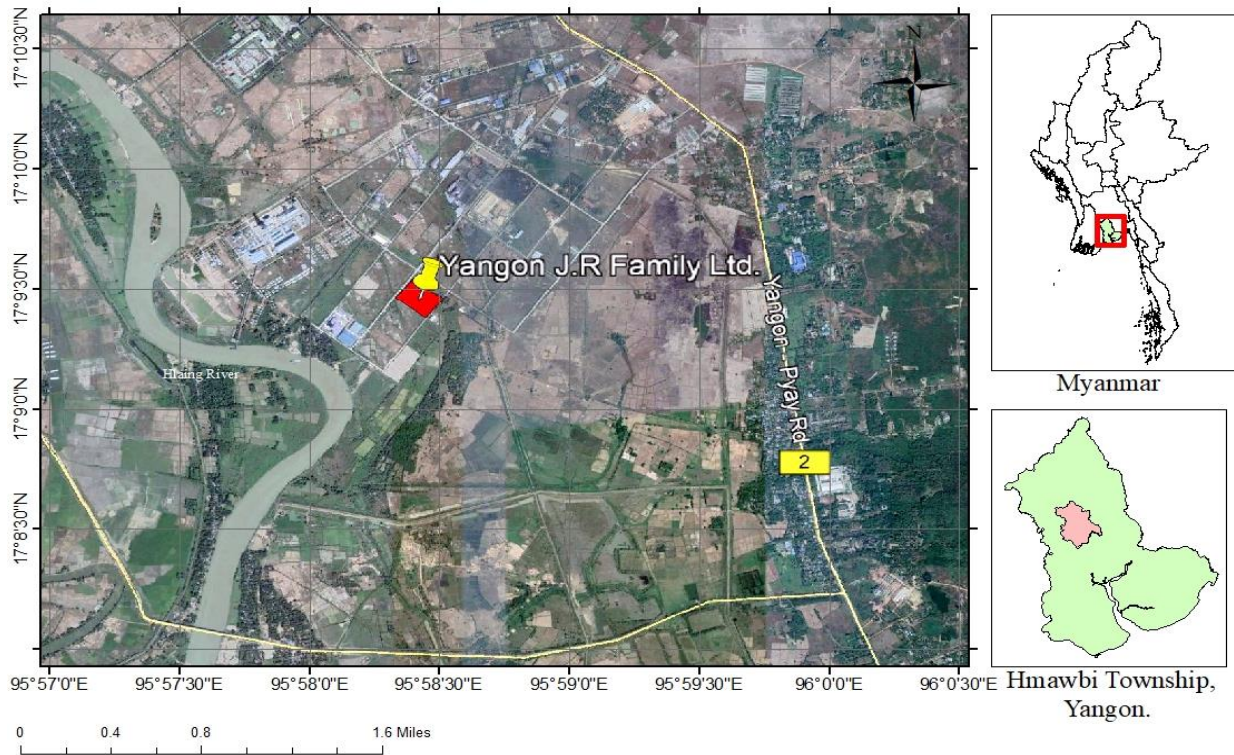 17°10'30"N
17°10'0"N
17°9'30"N
17°9'0"N
17°8'30"N
N
Yangon J.R Family Ltd.
Yangon---Pyay Rd
Hlaing River
2
95°57'0"E
95°57'30"E
95°58'0"E
95°58'30"E
95°59'0"E
95°59'30"E
96°0'0"E
96°0'30"E
0 0.4 0.8 1.6 Miles
Myanmar
Hmawbi Township,
Yangon.